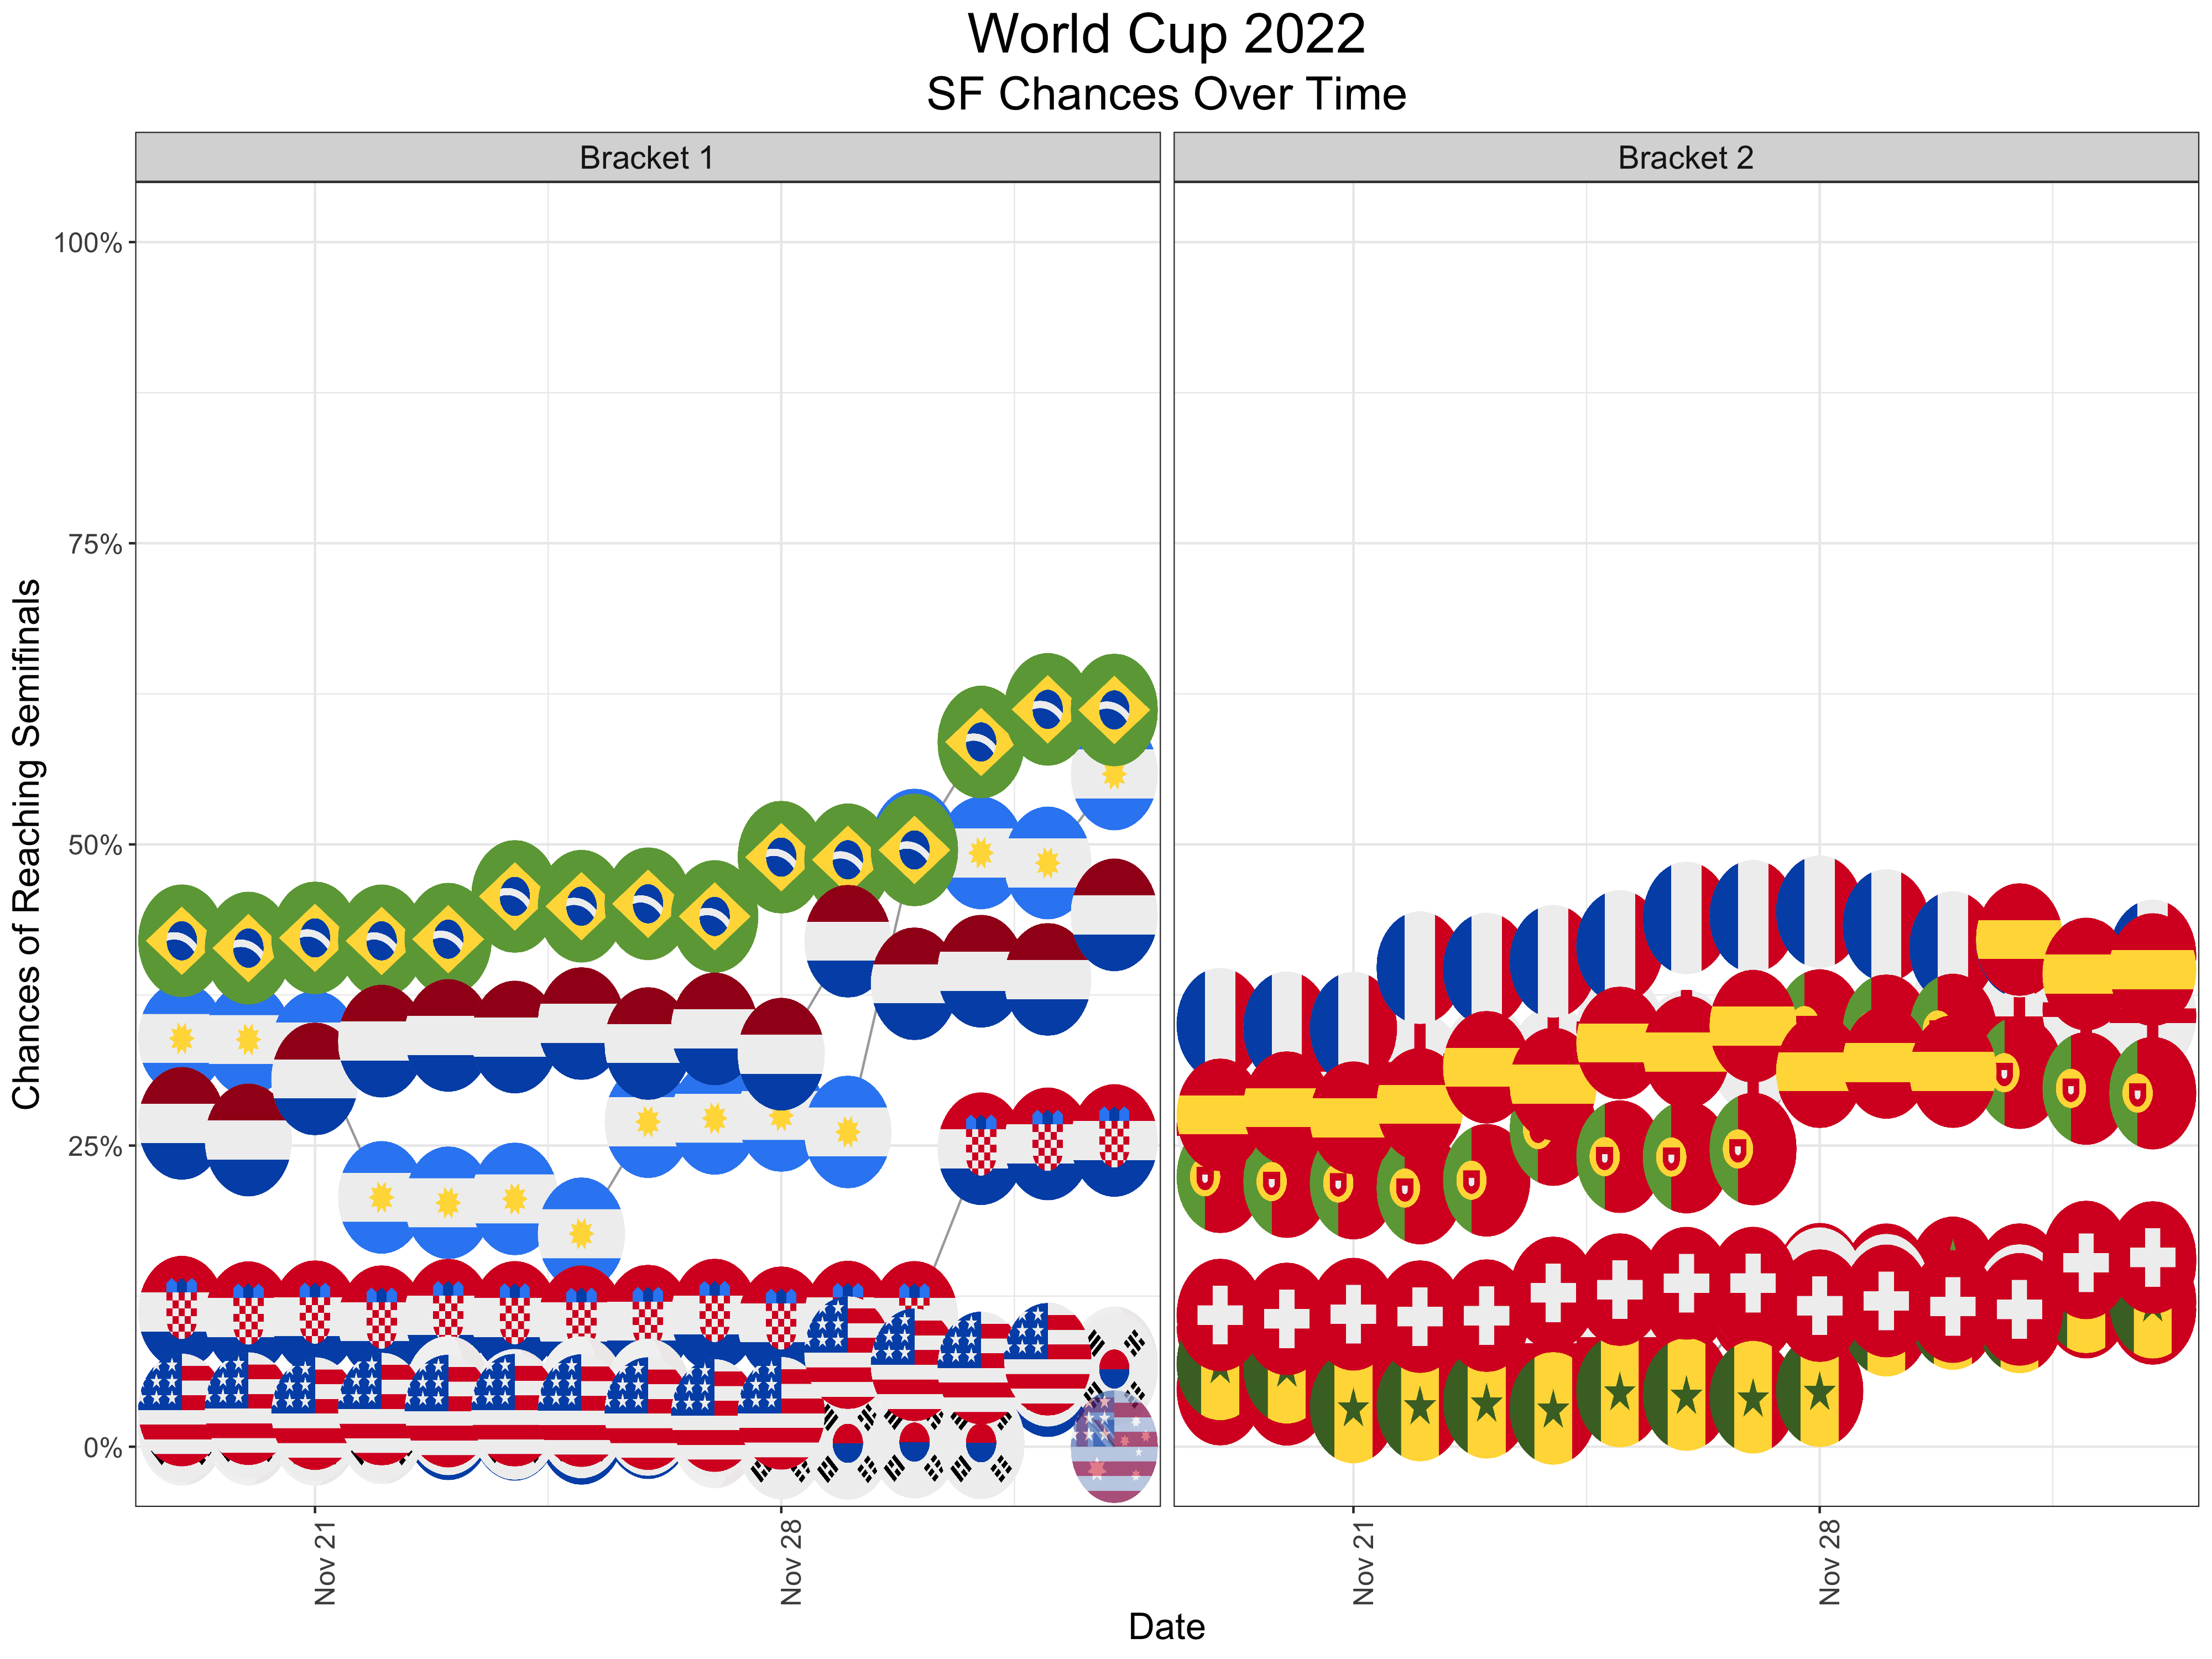 World Cup 2022
SF Chances Over Time
Bracket 1
Bracket 2
100%
75%
50%
25%
0%
Chances of Reaching Semifinals
Nov 21
Nov 28
Nov 21
Nov 28
Date